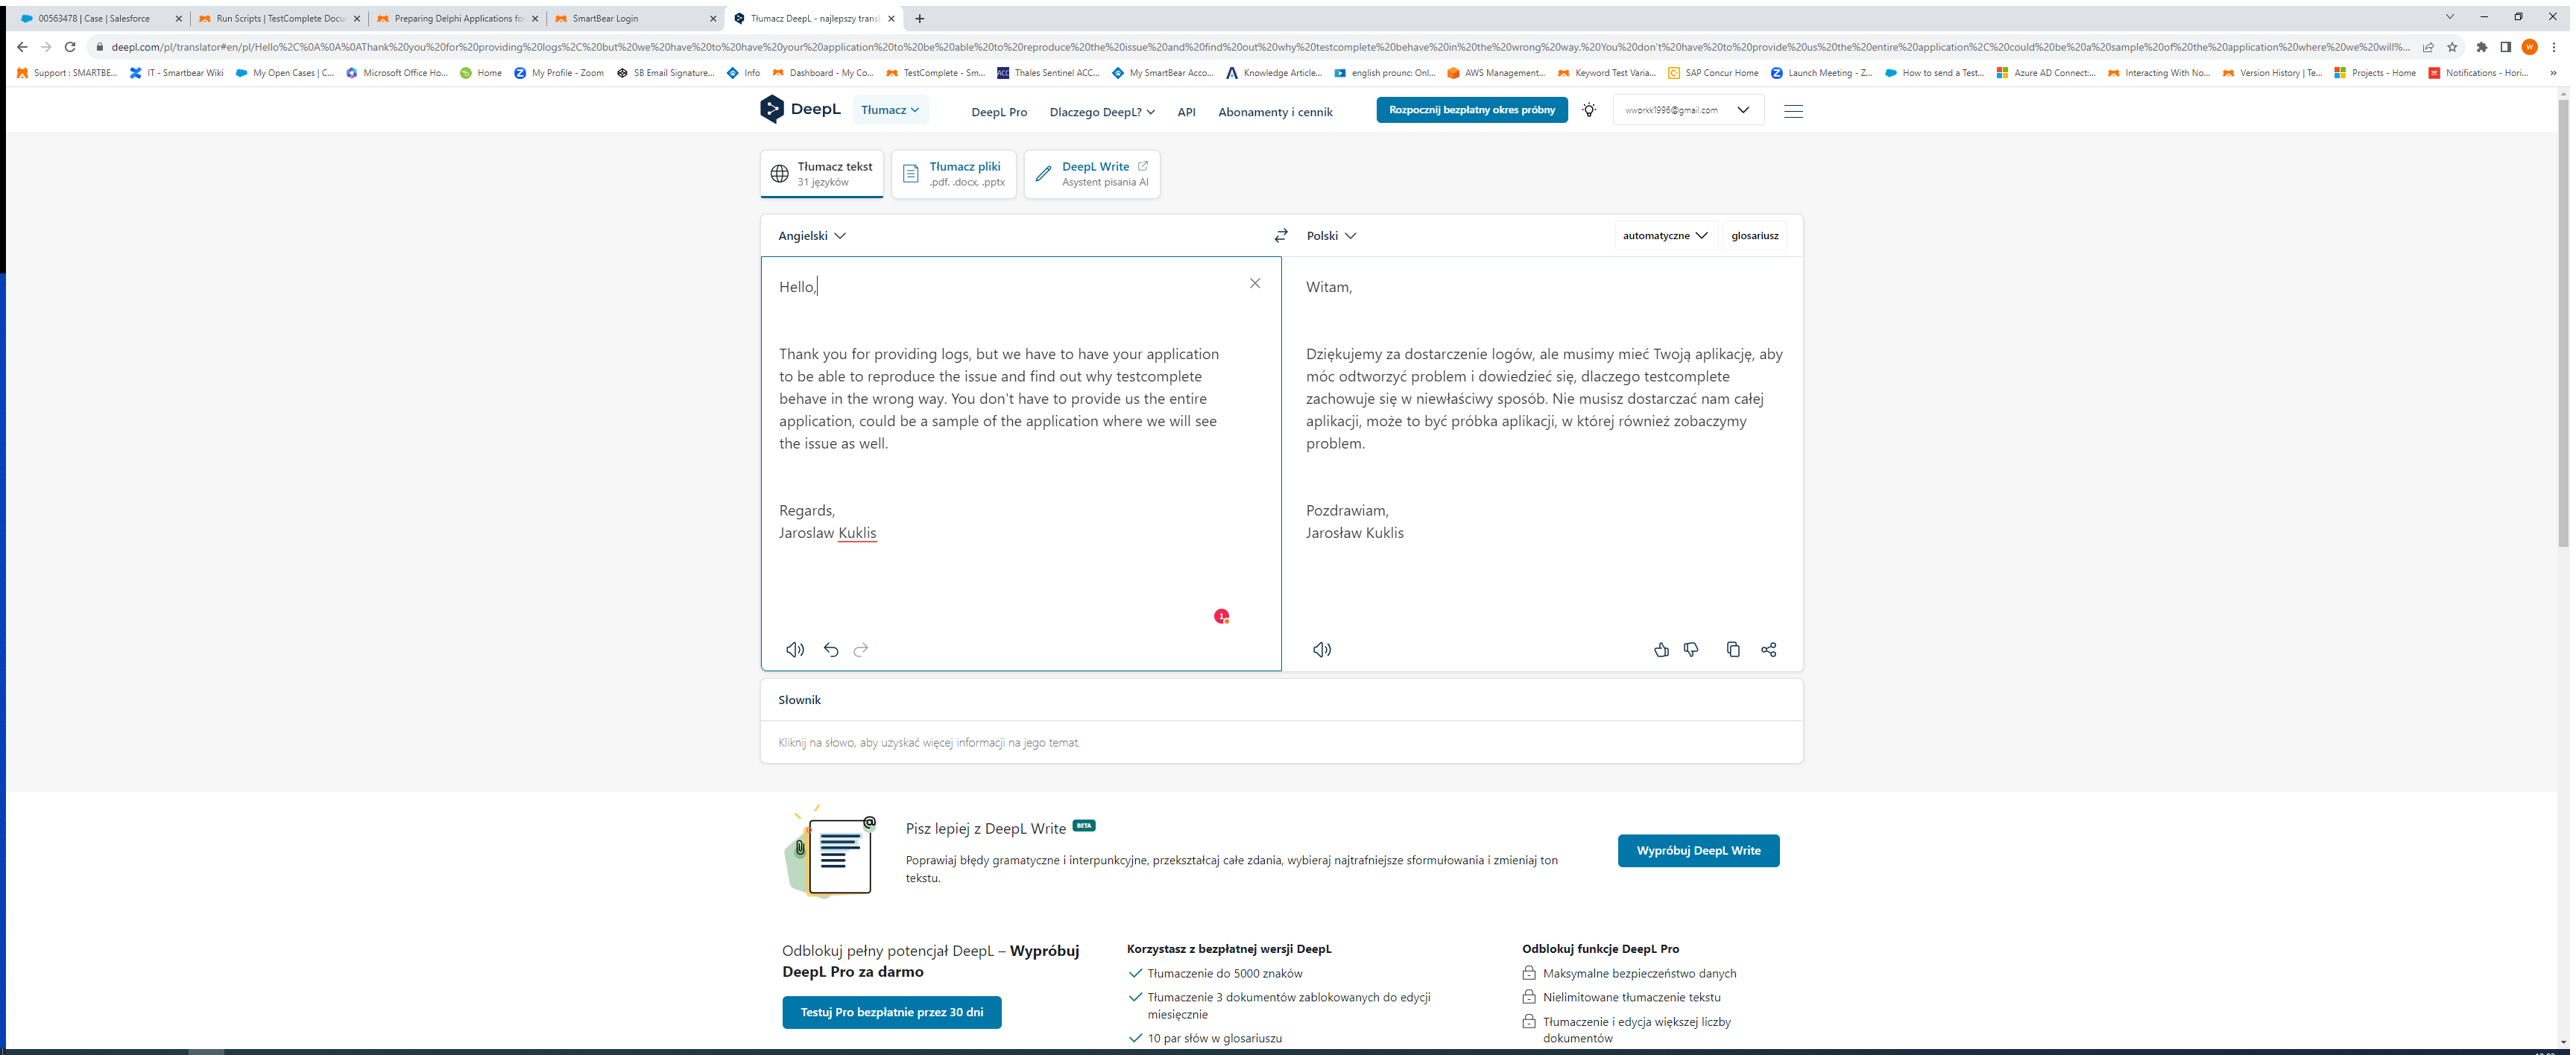 00563478 | Case | Salesforce
Run Scripts | TestComplete Docu
Preparing Delphi Applications fo
SmartBear Login
Tłumacz DeepL - najlepszy transl
deepl.com/pl/translator#en/pl/Hello%2C%0A%0A%0AThank%20you%20for%20providing%20logs%2C%20but%20we%20have%20to%20have%20your%20application%20to%20be%20able%20to%20reproduce%20the%20issue%20and%20find%20out%20why%20testcomplete%20behave%20in%20the%20wrong%20way.%20You%20don't%20have%20to%20provide%20us%20the%20entire%20application%2C%20could%20be%20a%20sample%20of%20the%20application%20where%20we%20will%...
Support : SMARTBE...
IT - Smartbear Wiki
My Open Cases | C...
Microsoft Office Ho...
Home
My Profile - Zoom
SB Email Signature...
Info
Dashboard - My Co...
TestComplete - Sm...
Thales Sentinel ACC...
My SmartBear Acco...
Knowledge Article...
english prounc: Onl...
AWS Management...
Keyword Test Varia...
SAP Concur Home
Launch Meeting - Z...
How to send a Test...
Azure AD Connect:...
Interacting With No...
Version History | Te...
Projects - Home
Notifications - Hori...
DeepL
Tłumacz
DeepL Pro
Dlaczego DeepL?
API
Abonamenty i cennik
Rozpocznij bezpłatny okres próbny
wworkk1996@gmail.com
Tłumacz tekst
31 języków
Tłumacz pliki
.pdf, .docx, .pptx
DeepL Write
Asystent pisania AI
Angielski
Polski
automatyczne
glosariusz
Hello,
Thank you for providing logs, but we have to have your application
to be able to reproduce the issue and find out why testcomplete
behave in the wrong way. You don't have to provide us the entire
application, could be a sample of the application where we will see
the issue as well.
Regards,
Jaroslaw Kuklis
Witam,
Dziękujemy za dostarczenie logów, ale musimy mieć Twoją aplikację, aby
móc odtworzyć problem i dowiedzieć się, dlaczego testcomplete
zachowuje się w niewłaściwy sposób. Nie musisz dostarczać nam całej
aplikacji, może to być próbka aplikacji, w której również zobaczymy
problem.
Pozdrawiam,
Jarosław Kuklis
1
Słownik
Kliknij na słowo, aby uzyskać więcej informacji na jego temat.
Pisz lepiej z DeepL Write BETA
Poprawiaj błędy gramatyczne i interpunkcyjne, przekształcaj całe zdania, wybieraj najtrafniejsze sformułowania i zmieniaj ton
tekstu.
Wypróbuj DeepL Write
Odblokuj pełny potencjał DeepL – Wypróbuj
DeepL Pro za darmo
Testuj Pro bezpłatnie przez 30 dni
Korzystasz z bezpłatnej wersji DeepL
Tłumaczenie do 5000 znaków
Tłumaczenie 3 dokumentów zablokowanych do edycji
miesięcznie
10 par słów w glosariuszu
Odblokuj funkcje DeepL Pro
Maksymalne bezpieczeństwo danych
Nielimitowane tłumaczenie tekstu
Tłumaczenie i edycja większej liczby
dokumentów